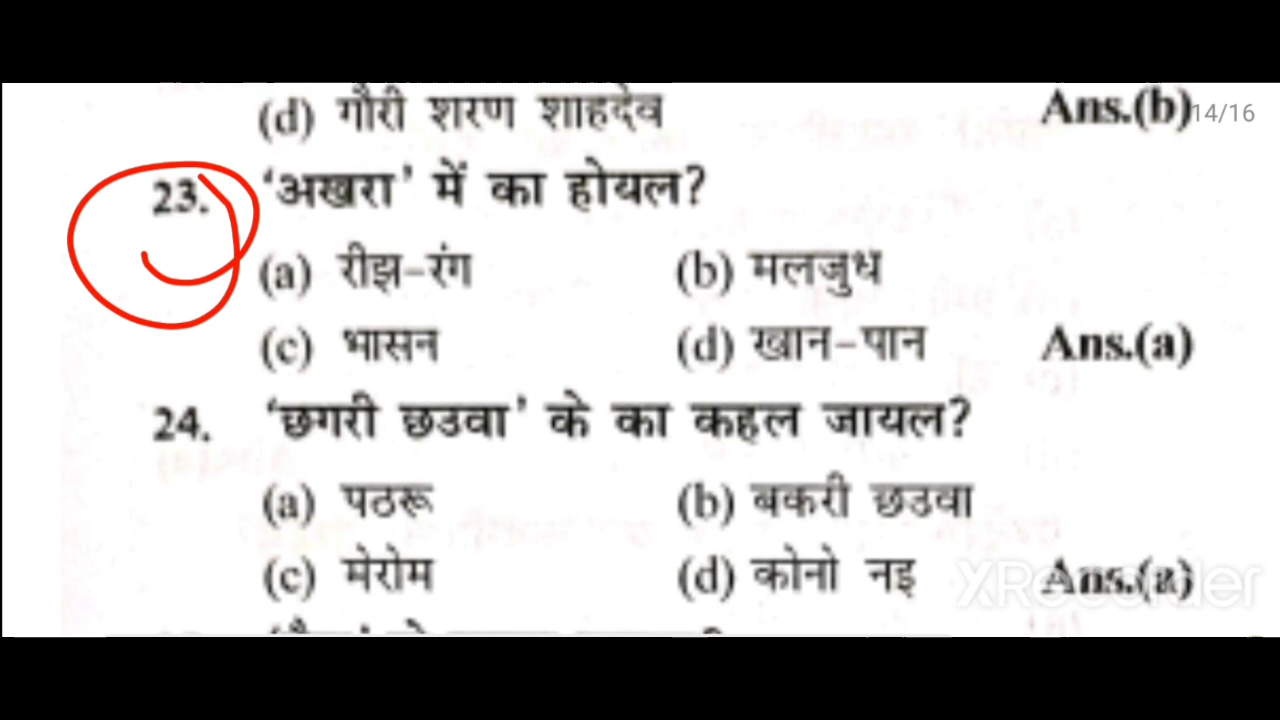 (d) गौरी शरण शाहदेव Ans.(b) 14/16
23. 'अखरा' में का होयल?
(a) रीझ-रंग (b) मलजुध
(c) भासन (d) खान-पान Ans.(a)
24. 'छगरी छउवा' के का कहल जायल?
(a) पठरू (b) बकरी छउवा
(c) मेरोम (d) कोनो नइ Ans.(a)
XRecorder